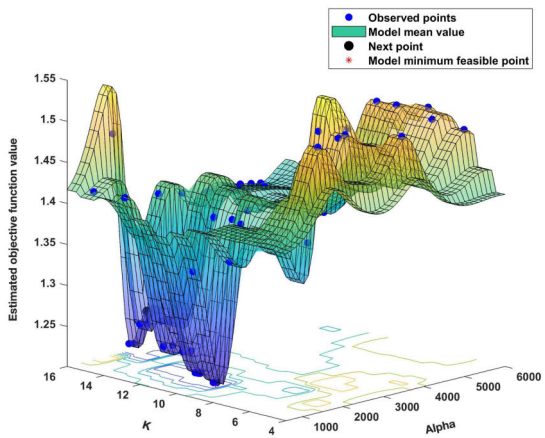 Observed points
Model mean value
Next point
Model minimum feasible point
1.55
1.5
1.45
1.4
1.35
1.3
1.25
Estimated objective function value
16
14
12
10
8
6
4
K
1000
2000
3000
4000
5000
6000
Alpha